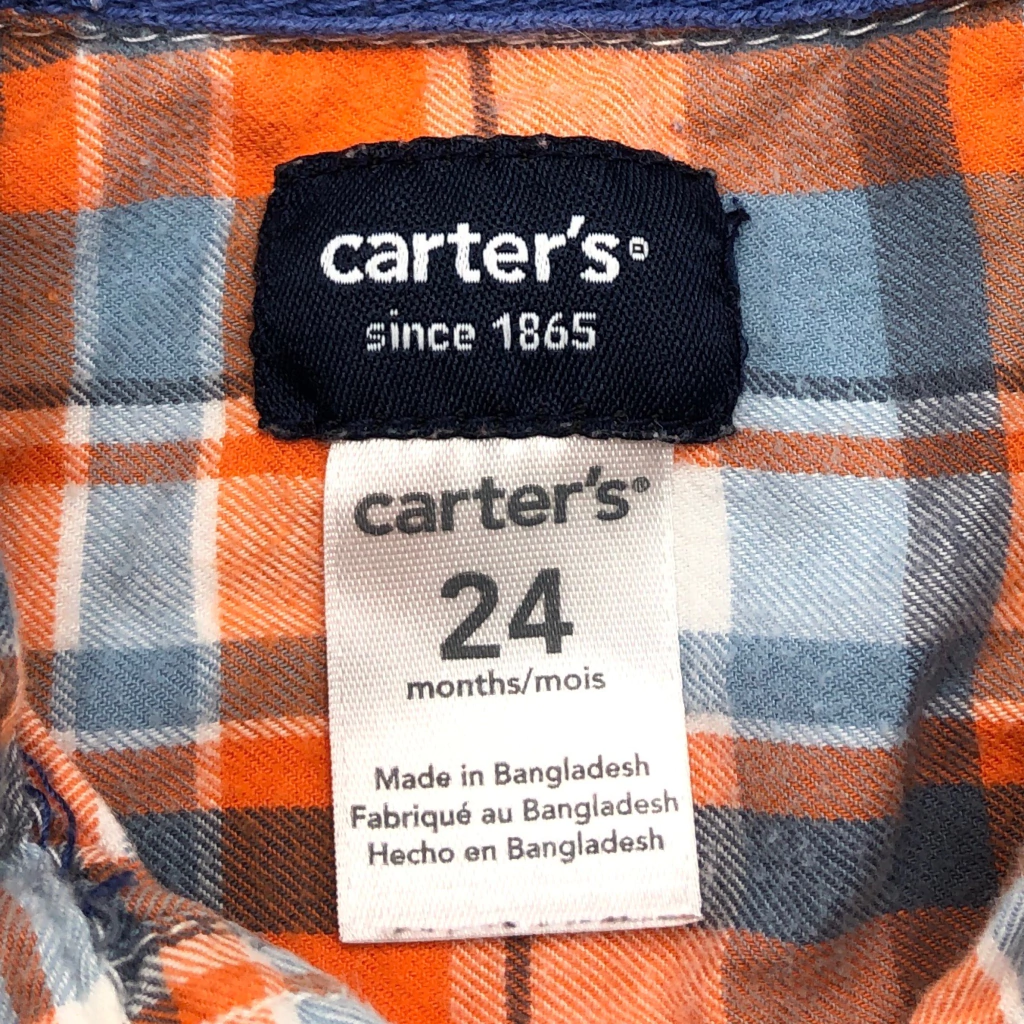 carter's®
since 1865
carter's®
24
months/mois
Made in Bangladesh
Fabriqué au Bangladesh
Hecho en Bangladesh